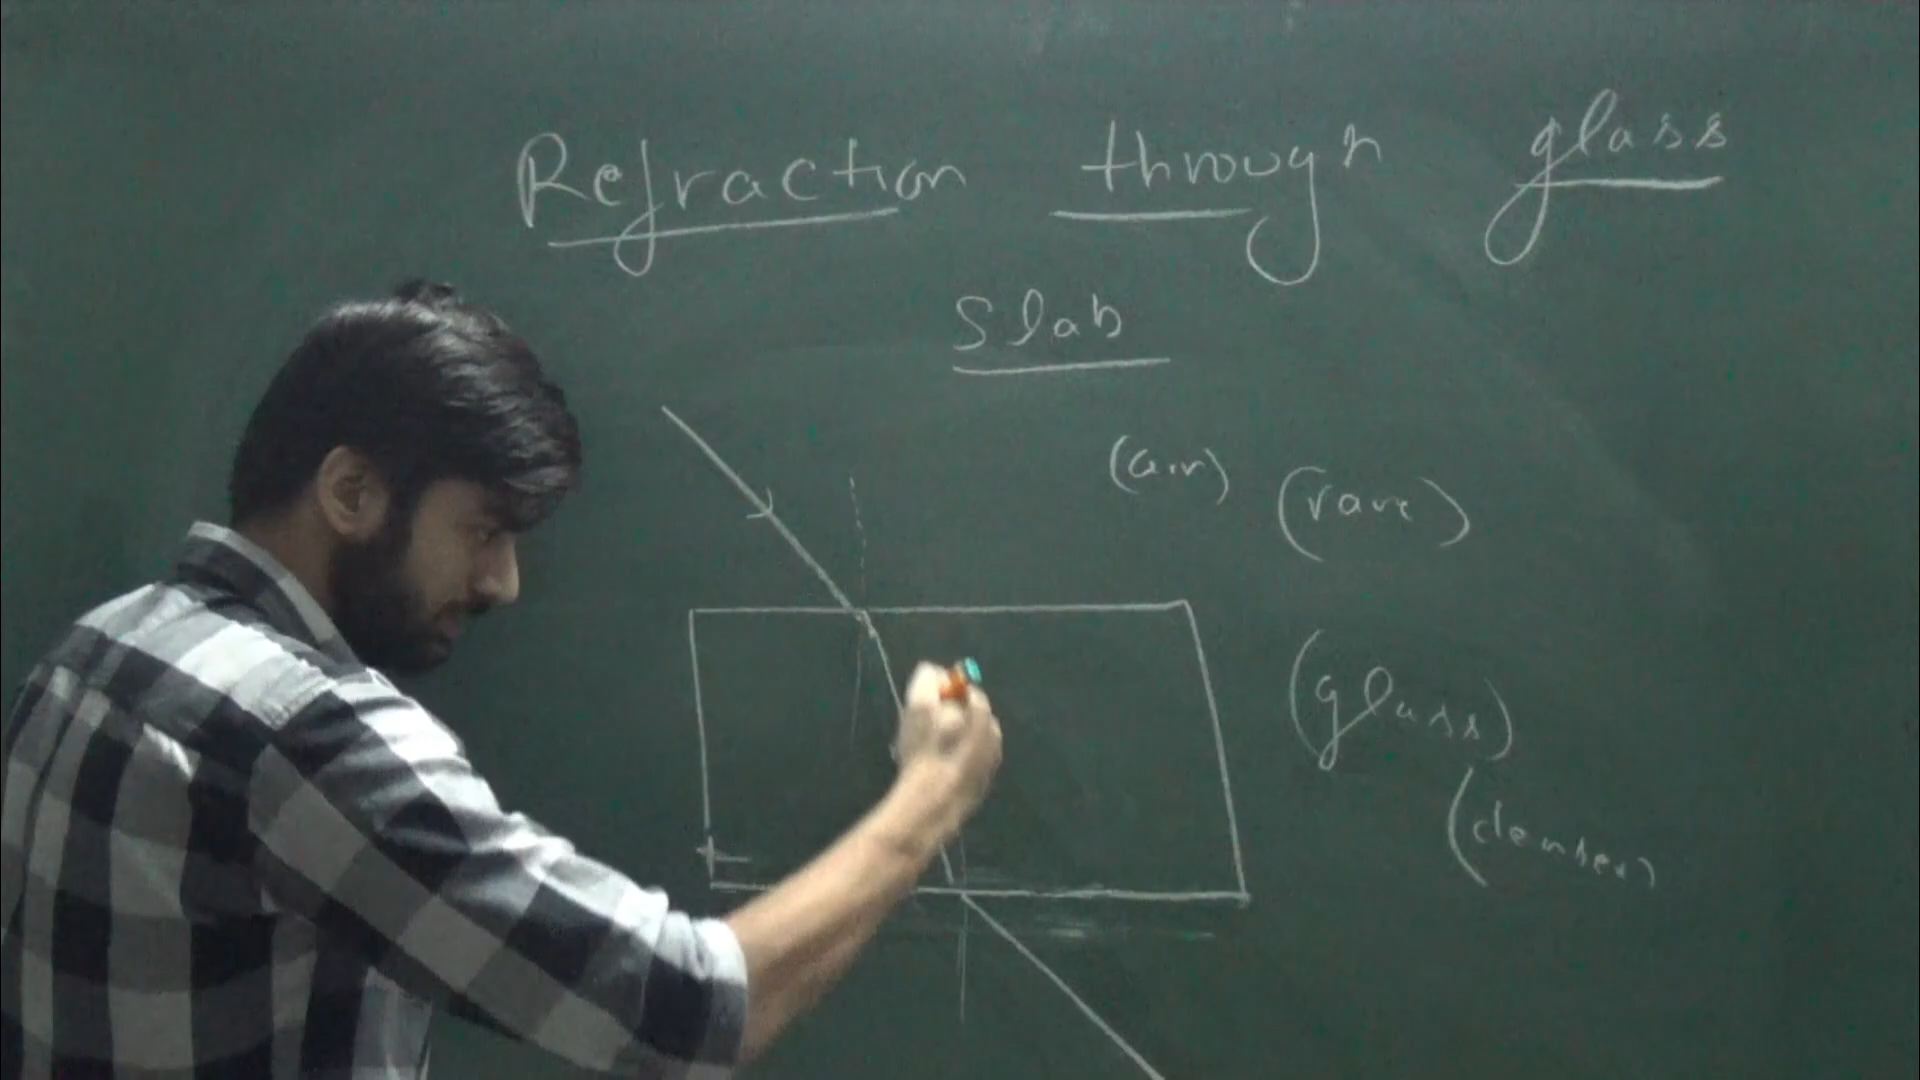 Refraction through glass
Slab
(air)
(rare)
(glass)
(denser)